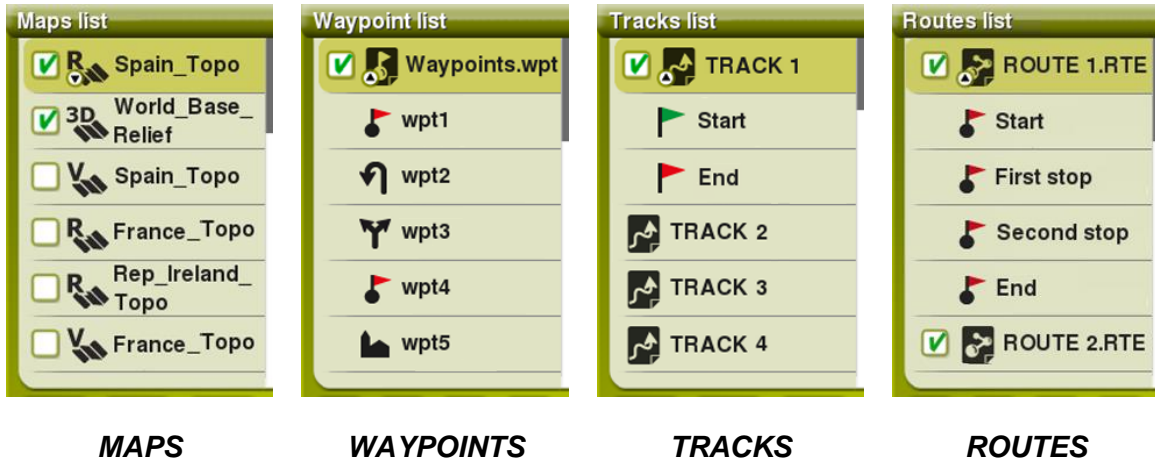 Maps list
R Spain_Topo
3D World_Base_
Relief
V Spain_Topo
R France_Topo
R Rep_Ireland_
Topo
V France_Topo
MAPS
Waypoint list
Waypoints.wpt
wpt1
wpt2
wpt3
wpt4
wpt5
WAYPOINTS
Tracks list
TRACK 1
Start
End
TRACK 2
TRACK 3
TRACK 4
TRACKS
Routes list
ROUTE 1.RTE
Start
First stop
Second stop
End
ROUTE 2.RTE
ROUTES